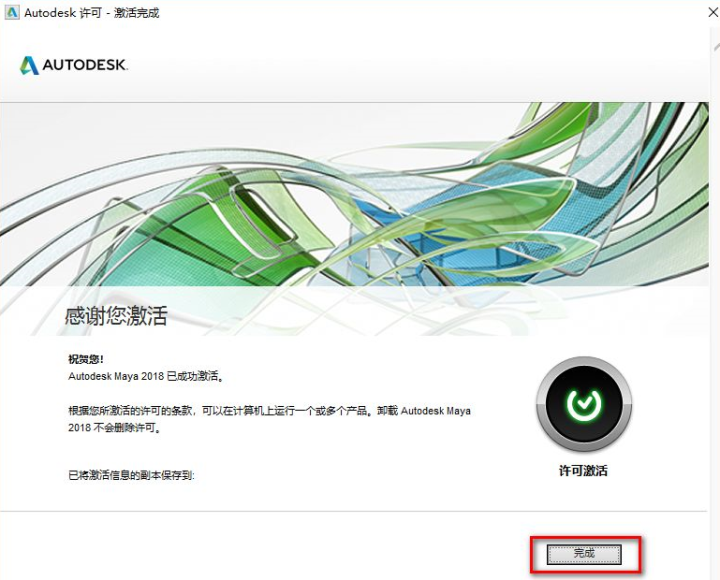 Autodesk 许可 - 激活完成
AUTODESK.
感谢您激活
祝贺您!
Autodesk Maya 2018 已成功激活。
根据您所激活的许可的条款，可以在计算机上运行一个或多个产品。卸载 Autodesk Maya
2018 不会删除许可。
已将激活信息的副本保存到:
许可激活
完成